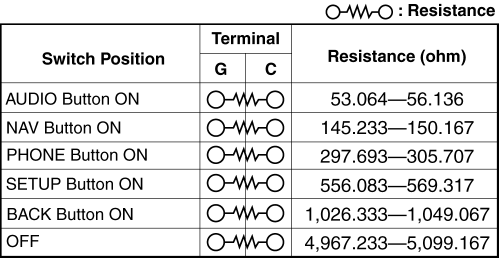 : Resistance
Switch Position Terminal Resistance (ohm)
G C
AUDIO Button ON 53.064—56.136
NAV Button ON 145.233—150.167
PHONE Button ON 297.693—305.707
SETUP Button ON 556.083—569.317
BACK Button ON 1,026.333—1,049.067
OFF 4,967.233—5,099.167